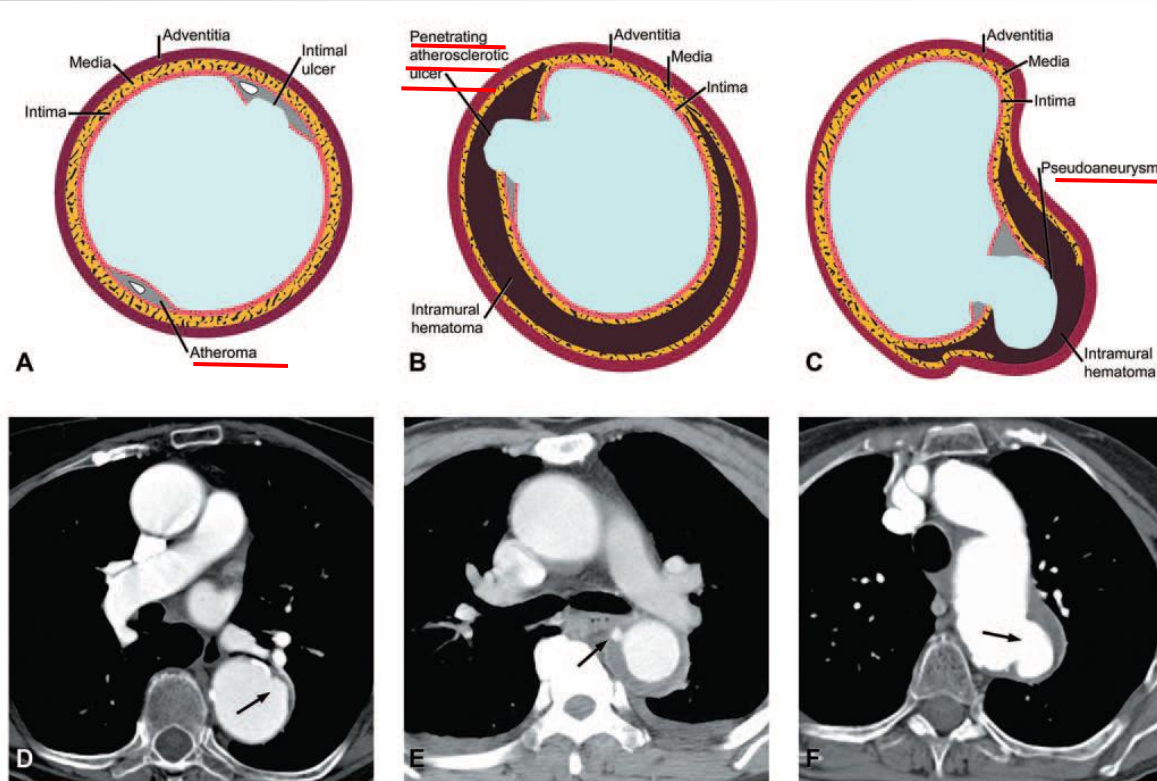 Adventitia
Media
Intima
Intimal
ulcer
Atheroma
A
Penetrating
atherosclerotic
ulcer
Adventitia
Media
Intima
Intramural
hematoma
B
Adventitia
Media
Intima
Pseudoaneurysm
Intramural
hematoma
C
D
E
F